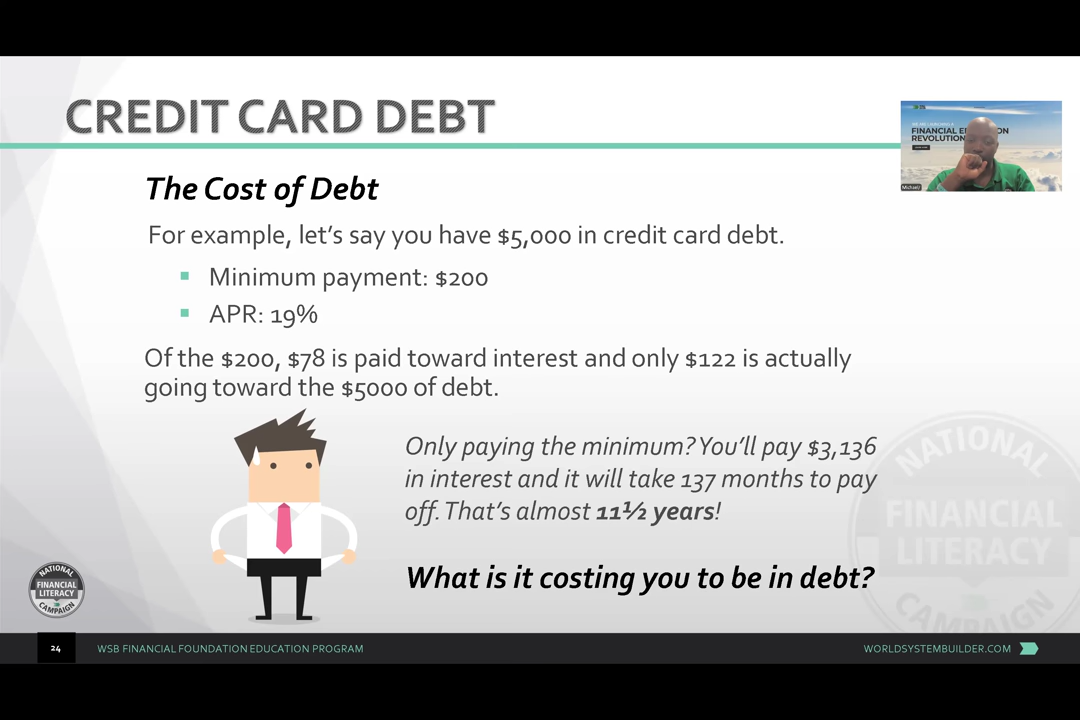 CREDIT CARD DEBT
FINANCIAL ED ON
REVOLUTION
Michael
The Cost of Debt
For example, let's say you have $5,000 in credit card debt.
Minimum payment: $200
APR: 19%
Of the $200, $78 is paid toward interest and only $122 is actually
going toward the $5000 of debt.
Only paying the minimum? You'll pay $3,136
in interest and it will take 137 months to pay
off. That's almost 11½ years!
What is it costing you to be in debt?
NATIONAL
FINANCIAL
LITERACY
CAMPAIGN
NATIONAL
FINANCIAL
LITERACY
CAMPAIGN
24
WSB FINANCIAL FOUNDATION EDUCATION PROGRAM
WORLDSYSTEMBUILDER.COM